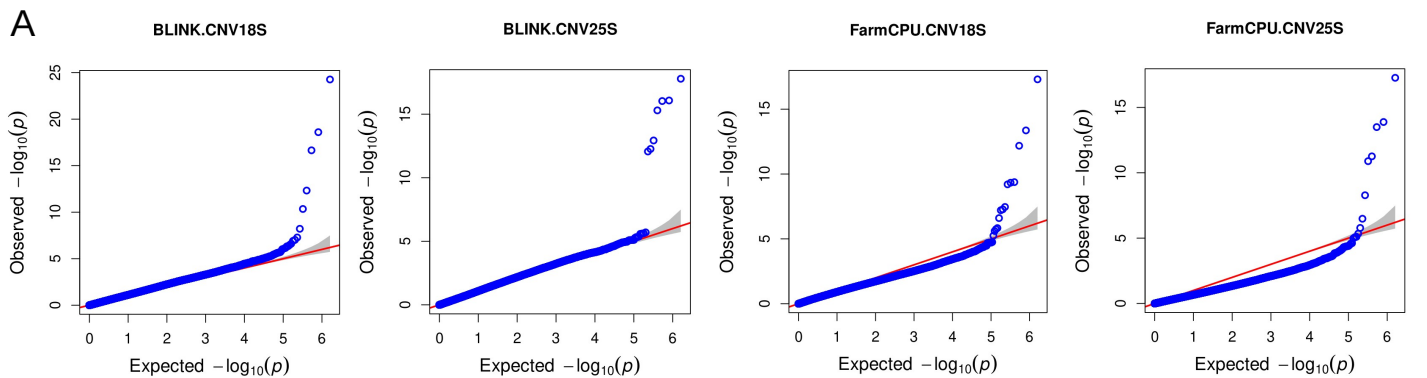 A
BLINK.CNV18S
BLINK.CNV25S
FarmCPU.CNV18S
FarmCPU.CNV25S
Observed −log10(p)
25
20
15
10
5
0
0 1 2 3 4 5 6
Expected −log10(p)
Observed −log10(p)
15
10
5
0
0 1 2 3 4 5 6
Expected −log10(p)
Observed −log10(p)
15
10
5
0
0 1 2 3 4 5 6
Expected −log10(p)
Observed −log10(p)
15
10
5
0
0 1 2 3 4 5 6
Expected −log10(p)